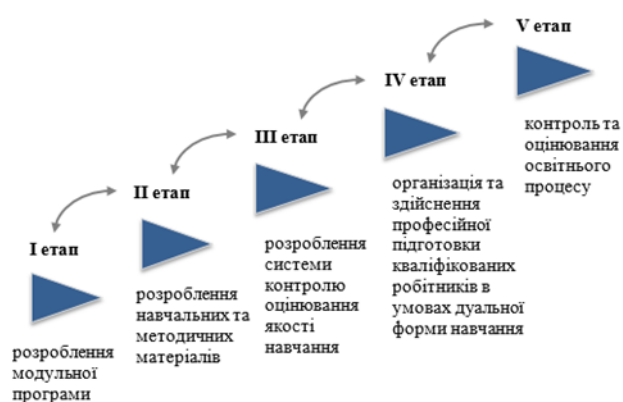 I етап
розроблення
модульної
програми
II етап
розроблення
навчальних та
методичних
матеріалів
III етап
розроблення
системи
контролю
оцінювання
якості
навчання
IV етап
організація та
здійснення
професійної
підготовки
кваліфікованих
робітників в
умовах дуальної
форми навчання
V етап
контроль та
оцінювання
освітнього
процесу